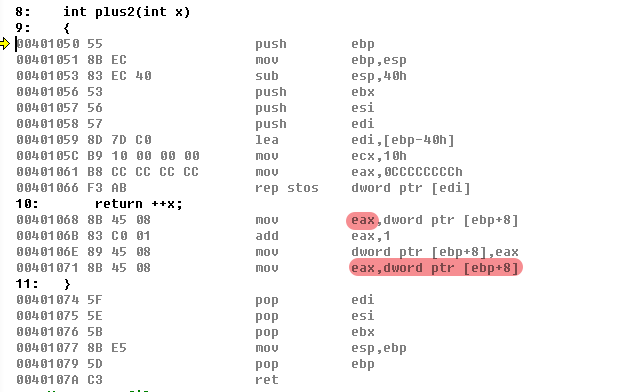 8:    int plus2(int x)
9:    {
00401050 55                   push        ebp
00401051 8B EC                mov         ebp,esp
00401053 83 EC 40             sub         esp,40h
00401056 53                   push        ebx
00401057 56                   push        esi
00401058 57                   push        edi
00401059 8D 7D C0             lea         edi,[ebp-40h]
0040105C B9 10 00 00 00       mov         ecx,10h
00401061 B8 CC CC CC CC       mov         eax,0CCCCCCCCh
00401066 F3 AB                rep stos    dword ptr [edi]
10:       return ++x;
00401068 8B 45 08             mov         eax,dword ptr [ebp+8]
0040106B 83 C0 01             add         eax,1
0040106E 89 45 08             mov         dword ptr [ebp+8],eax
00401071 8B 45 08             mov         eax,dword ptr [ebp+8]
11:   }
00401074 5F                   pop         edi
00401075 5E                   pop         esi
00401076 5B                   pop         ebx
00401077 8B E5                mov         esp,ebp
00401079 5D                   pop         ebp
0040107A C3                   ret